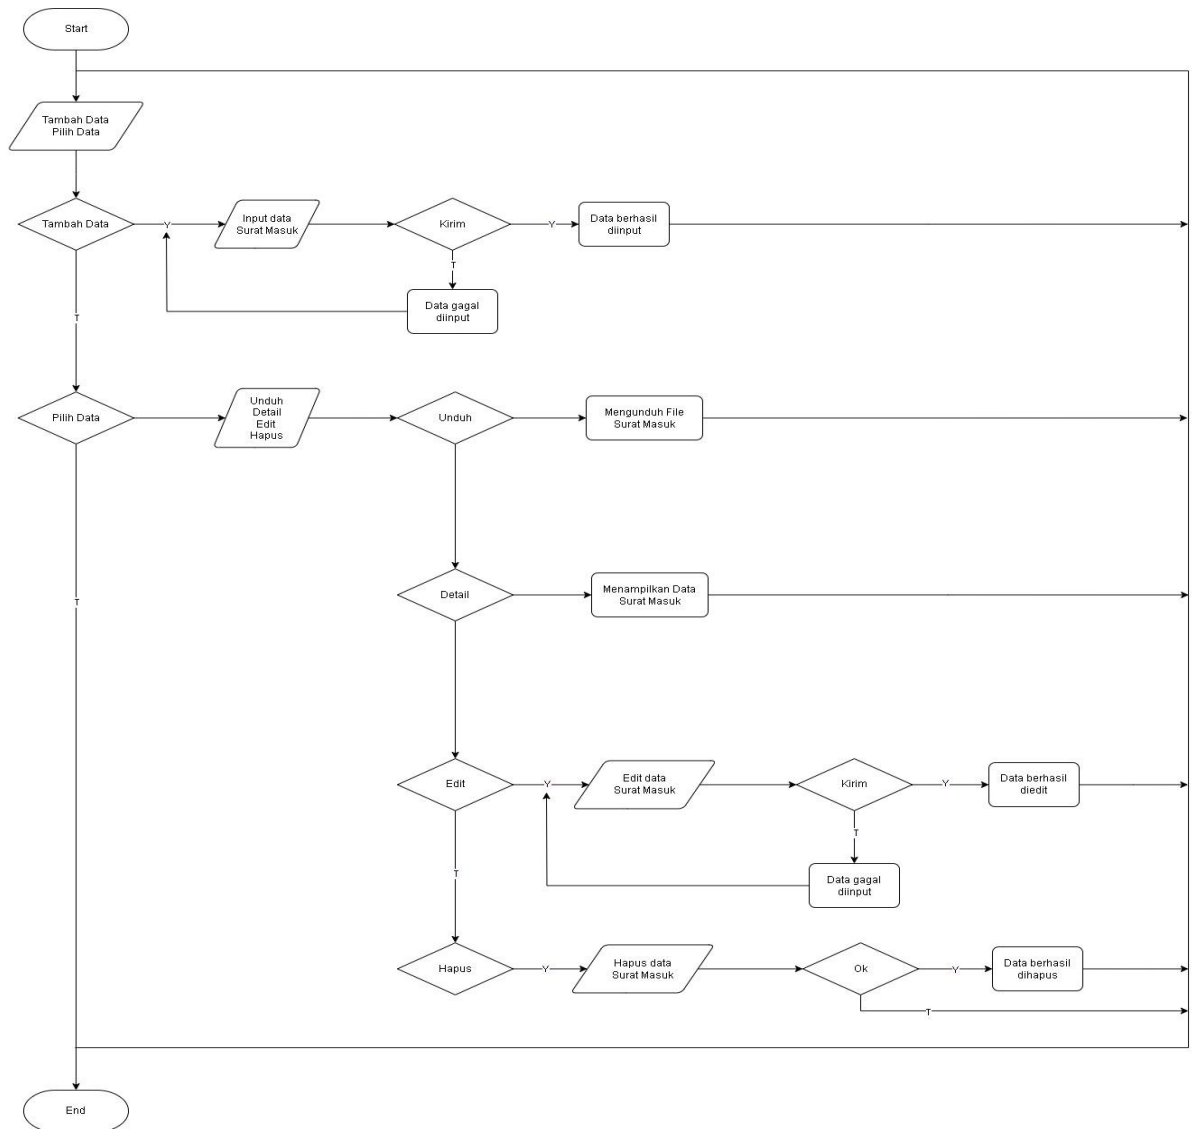 Start
Tambah Data
Pilih Data
Tambah Data
Y
Input data
Surat Masuk
Kirim
Y
Data berhasil
diinput
T
Data gagal
diinput
T
Pilih Data
Unduh
Detail
Edit
Hapus
Unduh
Mengunduh File
Surat Masuk
Detail
Menampilkan Data
Surat Masuk
T
Edit
Y
Edit data
Surat Masuk
Kirim
Y
Data berhasil
diedit
T
Data gagal
diinput
T
Hapus
Y
Hapus data
Surat Masuk
Ok
Y
Data berhasil
dihapus
T
End